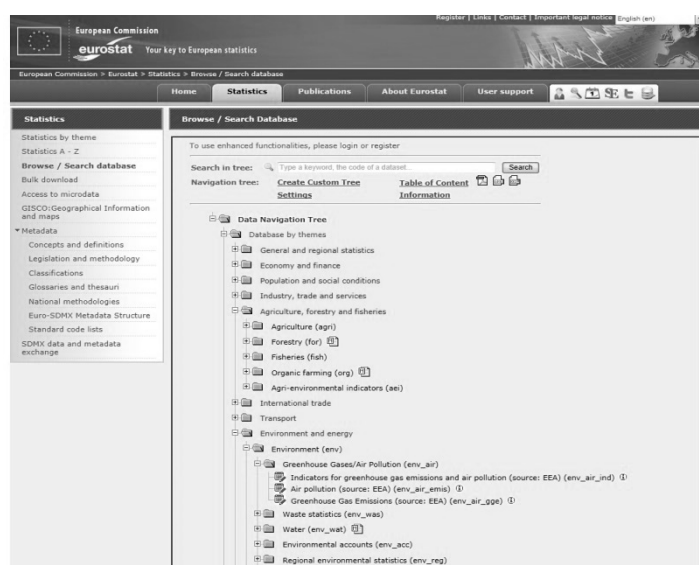 Register | Links | Contact | Important legal notice English (en)
European Commission
eurostat Your key to European statistics
European Commission > Eurostat > Statistics > Browse / Search database
Home Statistics Publications About Eurostat User support
Statistics
Statistics by theme
Statistics A - Z
Browse / Search database
Bulk download
Access to microdata
GISCO:Geographical Information
and maps
Metadata
Concepts and definitions
Legislation and methodology
Classifications
Glossaries and thesauri
National methodologies
Euro-SDMX Metadata Structure
Standard code lists
SDMX data and metadata
exchange
Browse / Search Database
To use enhanced functionalities, please login or register
Search in tree: Type a keyword, the code of a dataset... Search
Navigation tree: Create Custom Tree Table of Content
Settings Information
Data Navigation Tree
Database by themes
General and regional statistics
Economy and finance
Population and social conditions
Industry, trade and services
Agriculture, forestry and fisheries
Agriculture (agri)
Forestry (for)
Fisheries (fish)
Organic farming (org)
Agri-environmental indicators (aei)
International trade
Transport
Environment and energy
Environment (env)
Greenhouse Gases/Air Pollution (env_air)
Indicators for greenhouse gas emissions and air pollution (source: EEA) (env_air_ind)
Air pollution (source: EEA) (env_air_emis)
Greenhouse Gas Emissions (source: EEA) (env_air_gge)
Waste statistics (env_was)
Water (env_wat)
Environmental accounts (env_acc)
Regional environmental statistics (env_reg)